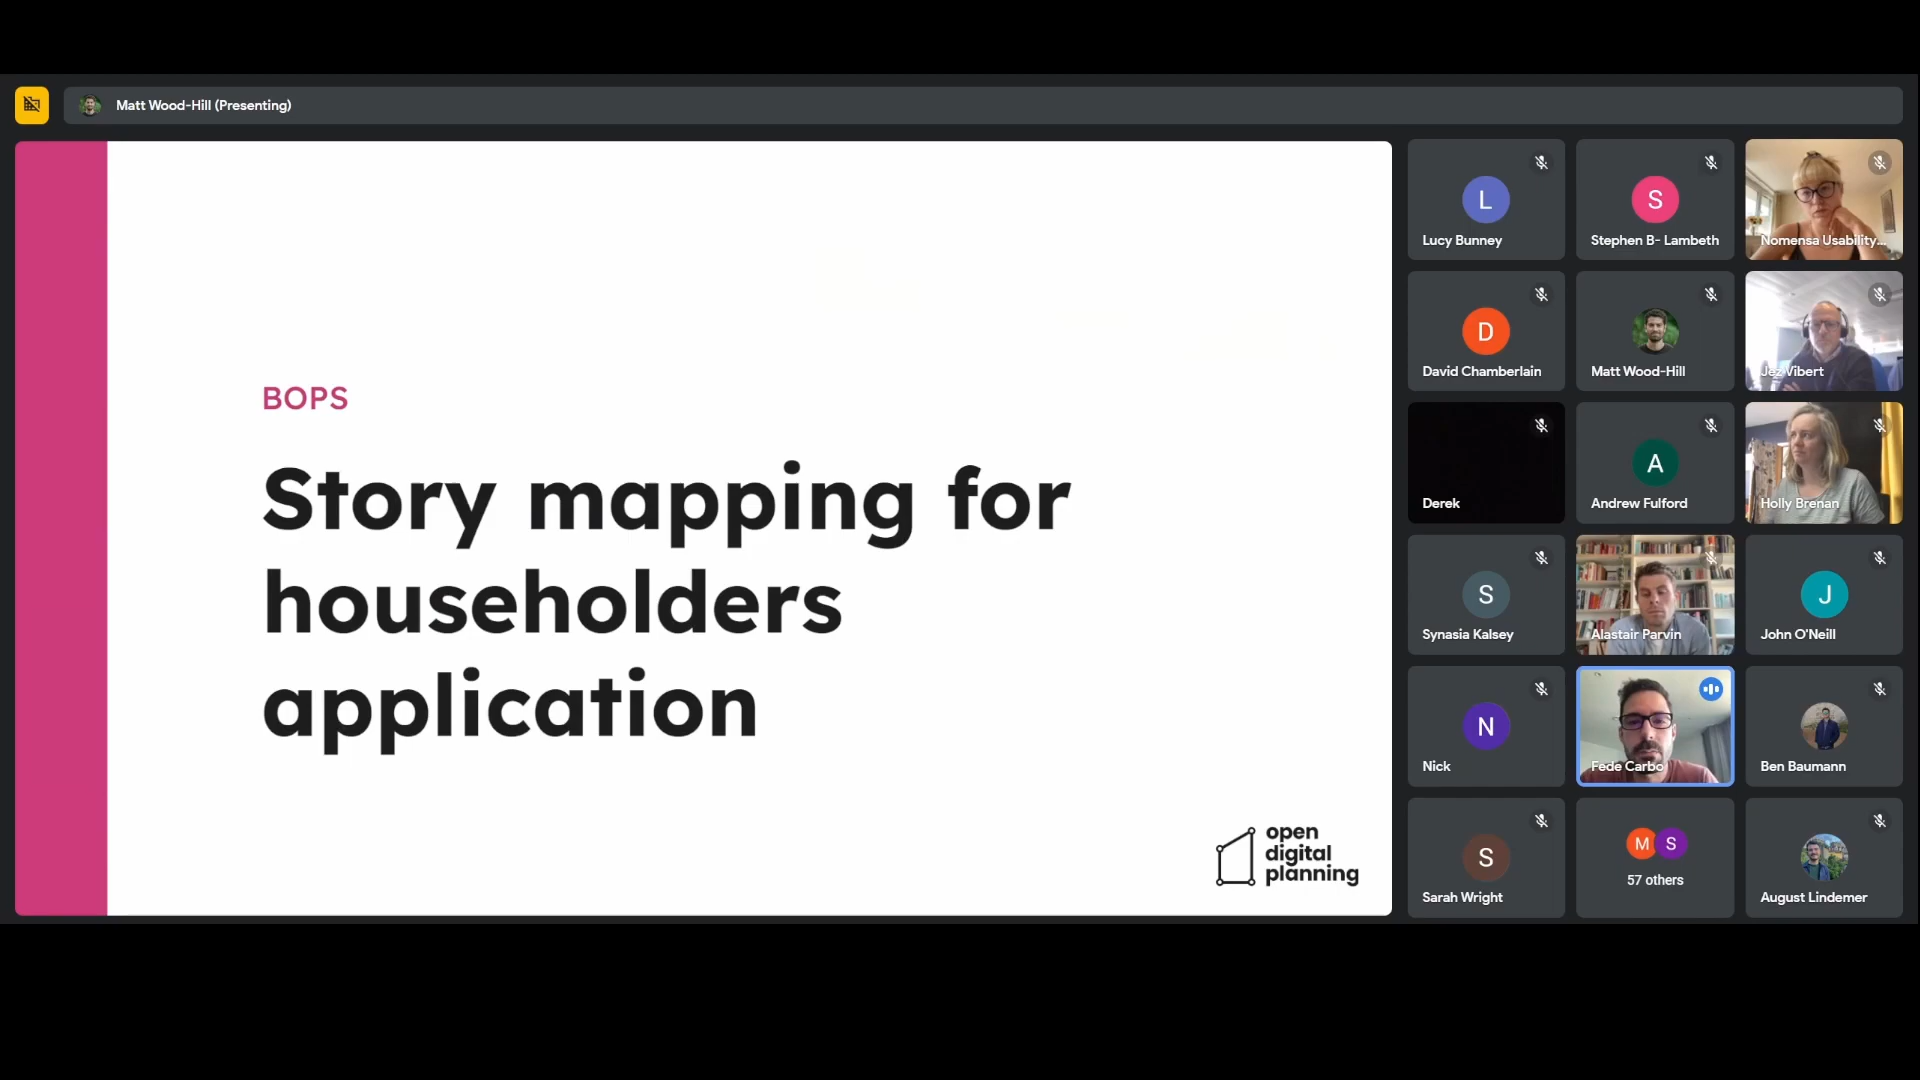 Matt Wood-Hill (Presenting)
BOPS
Story mapping for
householders
application
open
digital
planning
L
Lucy Bunney
S
Stephen B- Lambeth
Nomensa Usability...
D
David Chamberlain
Matt Wood-Hill
Jez Vibert
Derek
A
Andrew Fulford
Holly Brenan
S
Synasia Kalsey
Alastair Parvin
J
John O'Neill
N
Nick
Fede Carbo
Ben Baumann
S
Sarah Wright
M S
57 others
August Lindemer